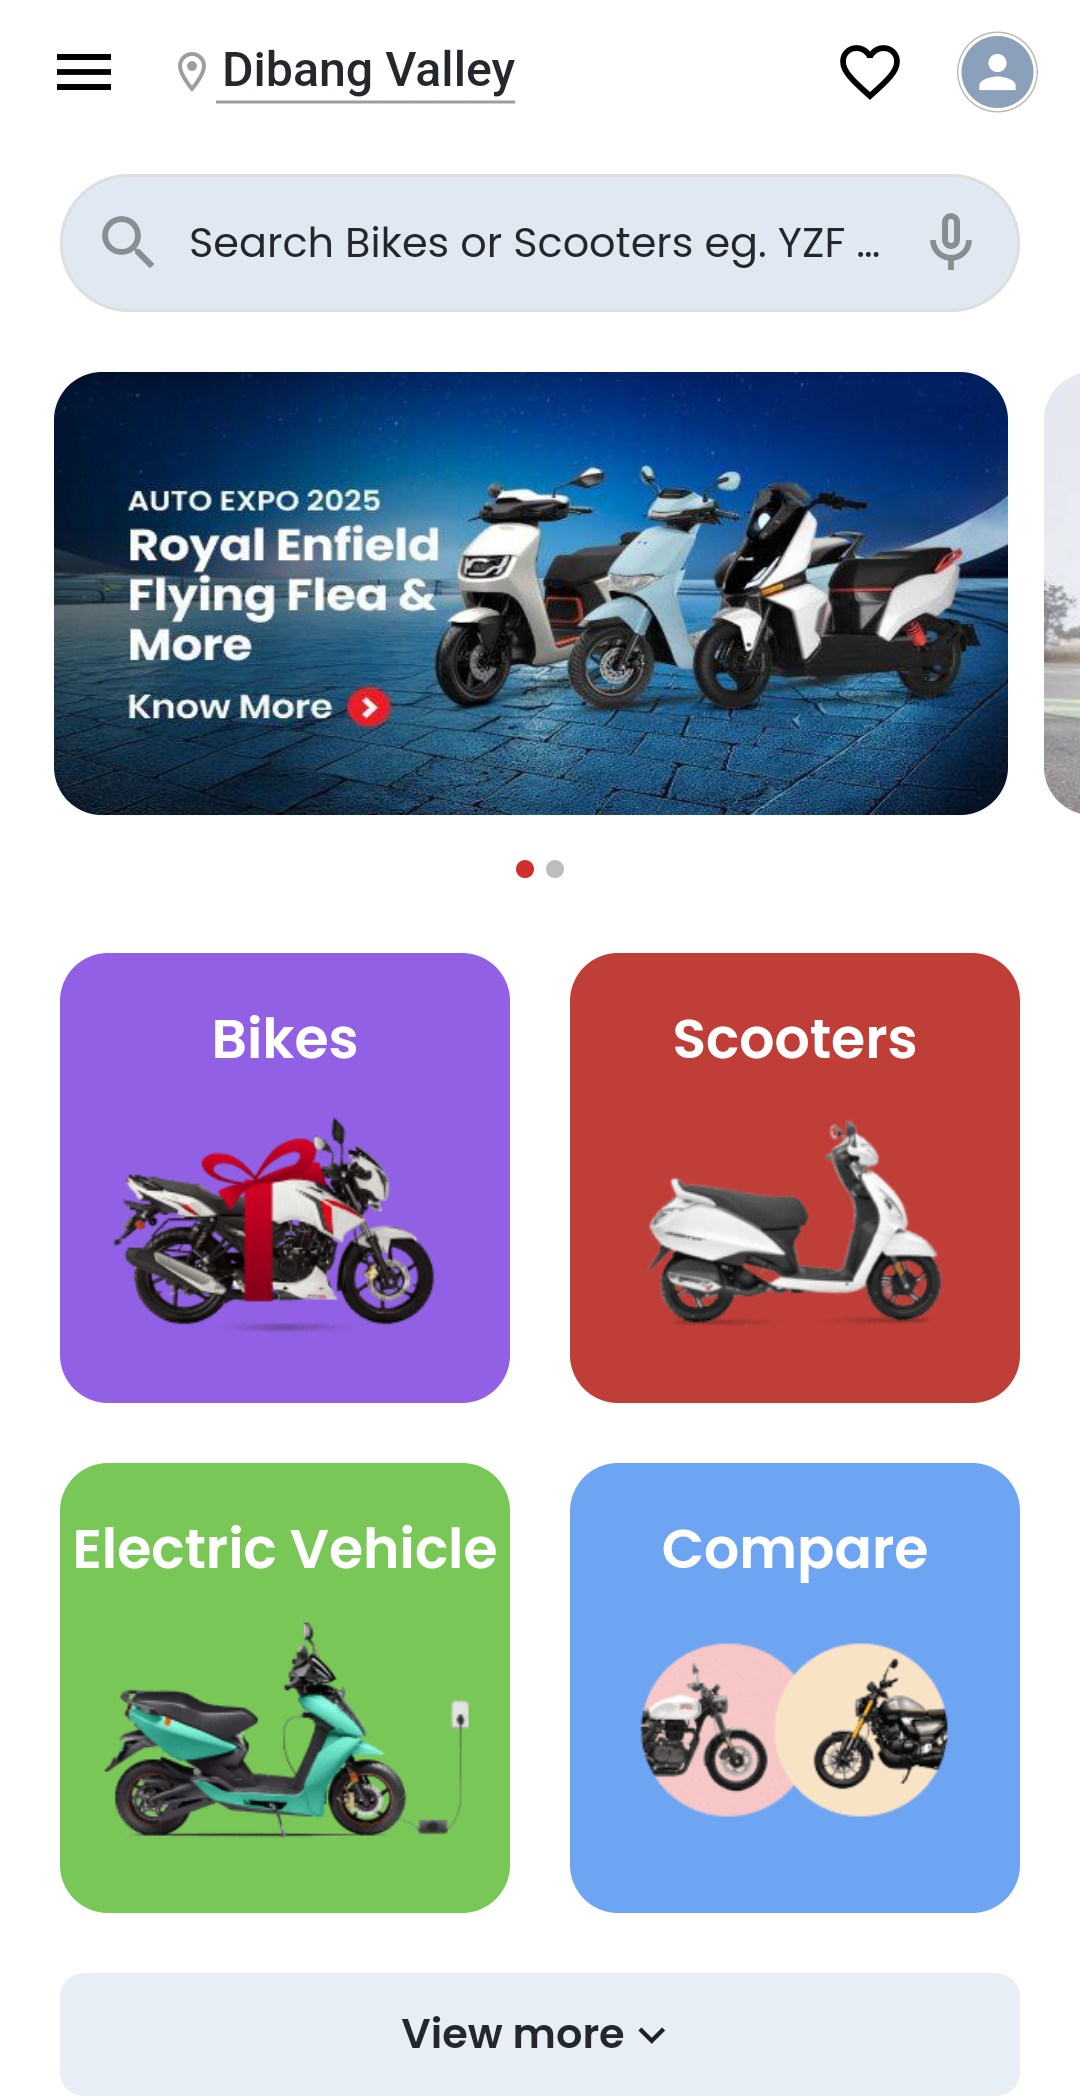 Dibang Valley
Search Bikes or Scooters eg. YZF ...
AUTO EXPO 2025
Royal Enfield
Flying Flea &
More
Know More
Bikes
Scooters
Electric Vehicle
Compare
View more